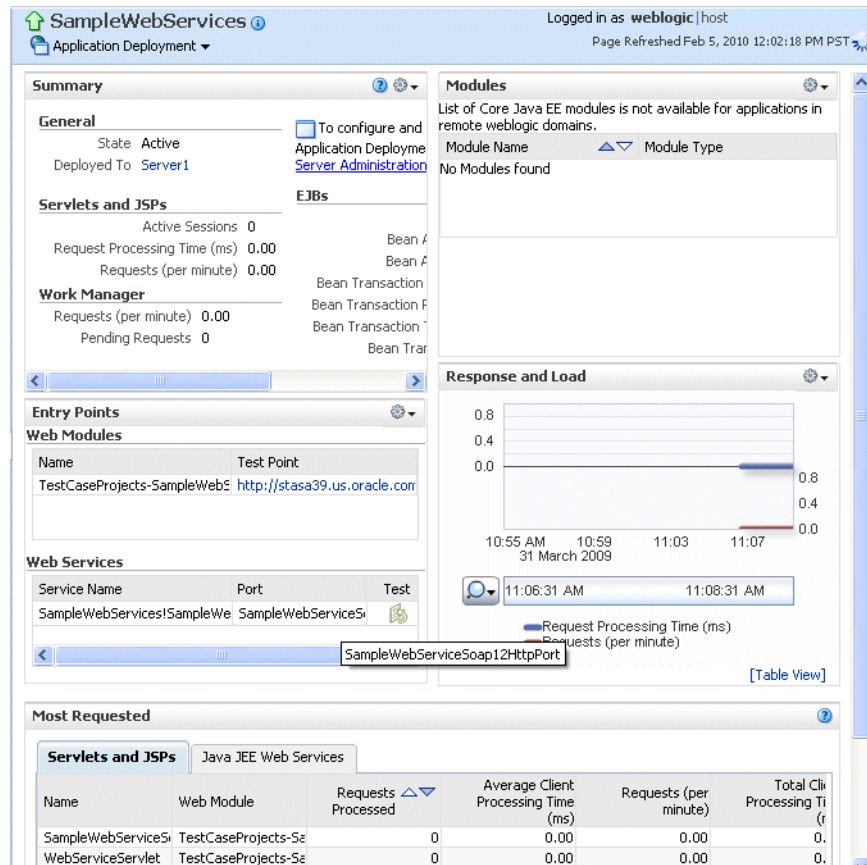 SampleWebServices
Logged in as weblogic|host
Application Deployment
Page Refreshed Feb 5, 2010 12:02:18 PM PST
Summary
General
State Active
Deployed To Server1
To configure and
Application Deployme
Server Administration
Servlets and JSPs
Active Sessions 0
Request Processing Time (ms) 0.00
Requests (per minute) 0.00
Work Manager
Requests (per minute) 0.00
Pending Requests 0
EJBs
Bean A
Bean A
Bean Transaction
Bean Transaction R
Bean Transaction T
Bean Tran
Modules
List of Core Java EE modules is not available for applications in
remote weblogic domains.
Module Name Module Type
No Modules found
Entry Points
Web Modules
Name Test Point
TestCaseProjects-SampleWebS http://stasa39.us.oracle.com
Web Services
Service Name Port Test
SampleWebServices!SampleWe SampleWebServiceS
SampleWebServiceSoap12HttpPort
Response and Load
0.8
0.4
0.0
0.8
0.4
0.0
10:55 AM 10:59 11:03 11:07
31 March 2009
11:06:31 AM 11:08:31 AM
Request Processing Time (ms)
Requests (per minute)
[Table View]
Most Requested
Servlets and JSPs Java JEE Web Services
Name Web Module Requests Processed Average Client Processing Time (ms) Requests (per minute) Total Clie Processing Ti
SampleWebServiceS TestCaseProjects-Sa 0 0.00 0.00 0.
WebServiceServlet TestCaseProjects-Sa 0 0.00 0.00 0.